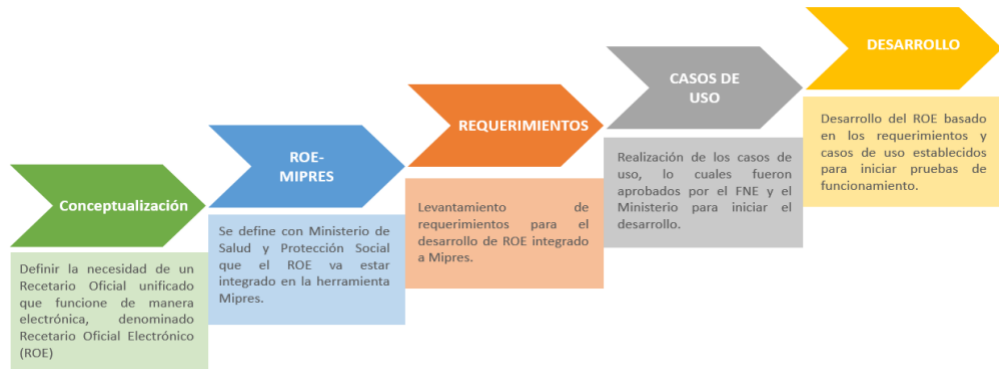 Conceptualización
Definir la necesidad de un
Recetario Oficial unificado
que funcione de manera
electrónica, denominado
Recetario Oficial Electrónico
(ROE)
ROE-
MIPRES
Se define con Ministerio de
Salud y Protección Social
que el ROE va estar
integrado en la herramienta
Mipres.
REQUERIMIENTOS
Levantamiento de
requerimientos para el
desarrollo de ROE integrado
a Mipres.
CASOS DE
USO
Realización de los casos de
uso, lo cuales fueron
aprobados por el FNE y el
Ministerio para iniciar el
desarrollo.
DESARROLLO
Desarrollo del ROE basado
en los requerimientos y
casos de uso establecidos
para iniciar pruebas de
funcionamiento.